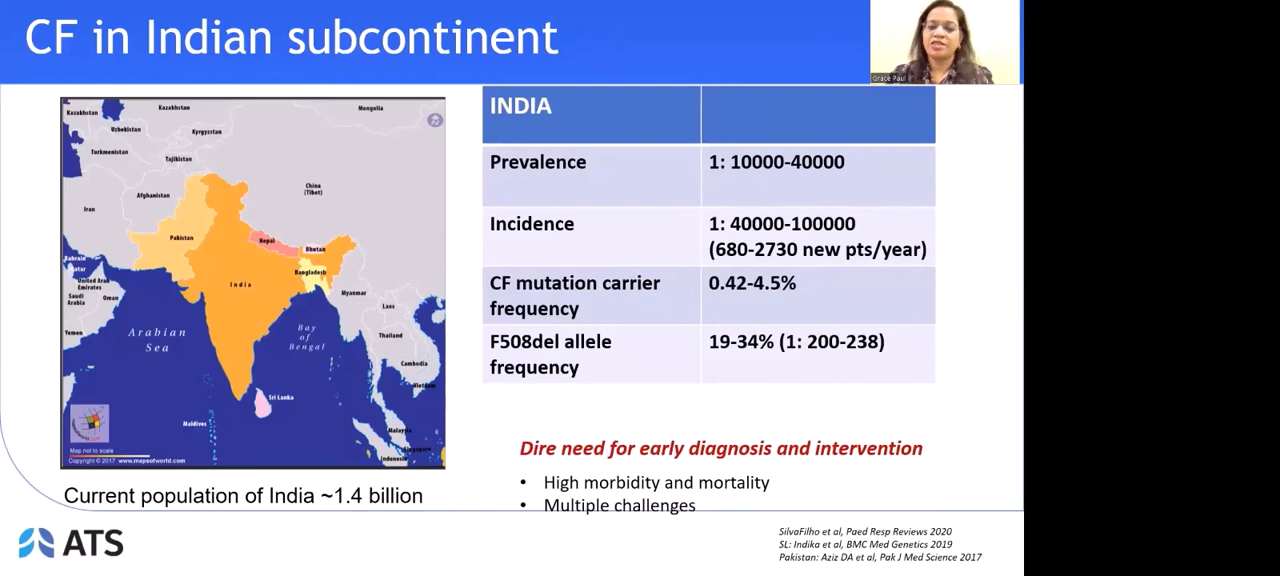 CF in Indian subcontinent
Grace Paul
Kazakhstan
Kazakhstan
Mongolia
Uzbekistan
Kyrgyzstan
Turkmenistan
Tajikistan
Afghanistan
China
(Tibet)
Iran
Pakistan
Nepal
Bhutan
Bahrain
Qatar
Bangladesh
United Arab
Emirates
India
Saudi
Arabia
Oman
Myanmar
Laos
Yemen
Arabian
Sea
Bay
of
Bengal
Thailand
Cambodia
Vietnam
Sri Lanka
Maldives
Malaysia
Singapore
Indonesia
Map not to scale
Copyright © 2017 www.mapsofworld.com
Current population of India ~1.4 billion
INDIA
Prevalence 1: 10000-40000
Incidence 1: 40000-100000
(680-2730 new pts/year)
CF mutation carrier 0.42-4.5%
frequency
F508del allele 19-34% (1: 200-238)
frequency
Dire need for early diagnosis and intervention
• High morbidity and mortality
• Multiple challenges
ATS
SilvaFilho et al, Paed Resp Reviews 2020
SL: Indika et al, BMC Med Genetics 2019
Pakistan: Aziz DA et al, Pak J Med Science 2017